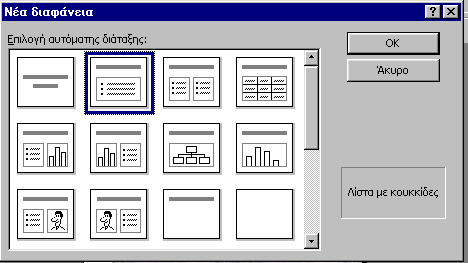 Νέα διαφάνεια
Επιλογή αυτόματης διάταξης:
OK
Άκυρο
Λίστα με κουκκίδες